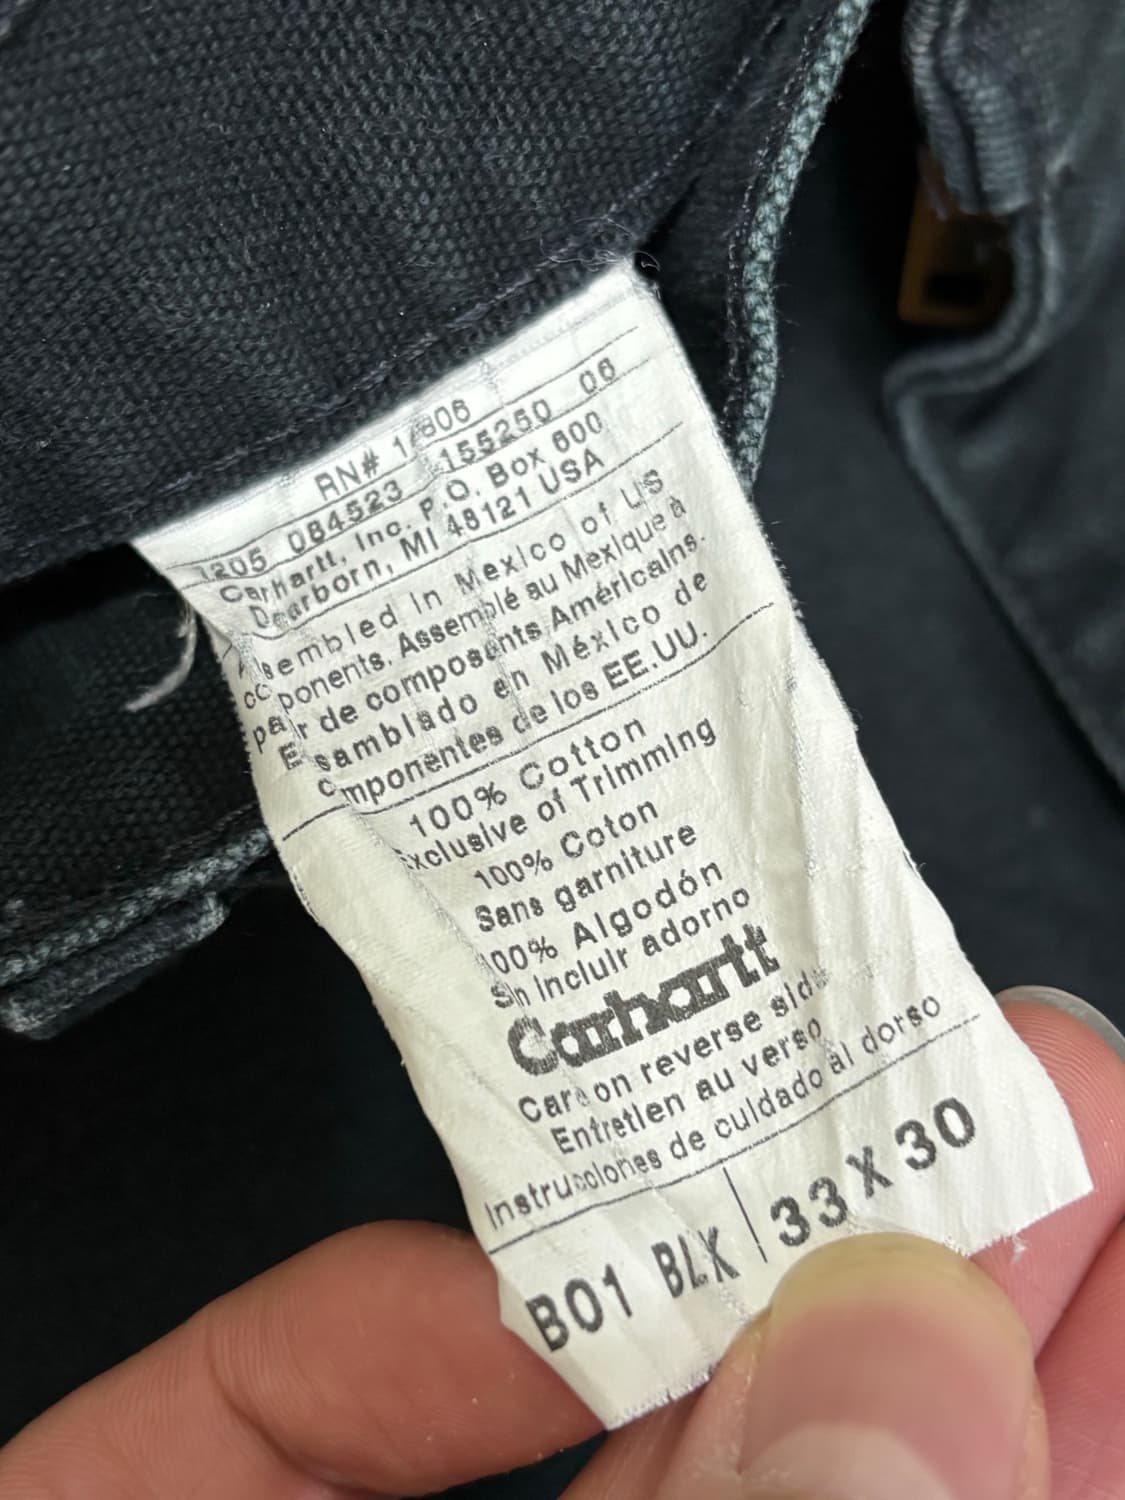 RN# 14806
1205 084523 155250 06
Carhartt, Inc. P.O. Box 600
Dearborn, MI 48121 USA
Assembled in Mexico of US
components. Assemblé au Mexique à
partir de composants Américains.
Ensamblado en México de
componentes de los EE.UU.
100% Cotton
Exclusive of Trimming
100% Coton
Sans garniture
100% Algodón
Sin incluir adorno
Carhartt
Care on reverse side
Entretien au verso
Instrucciones de cuidado al dorso
B01 BLK 33 X 30